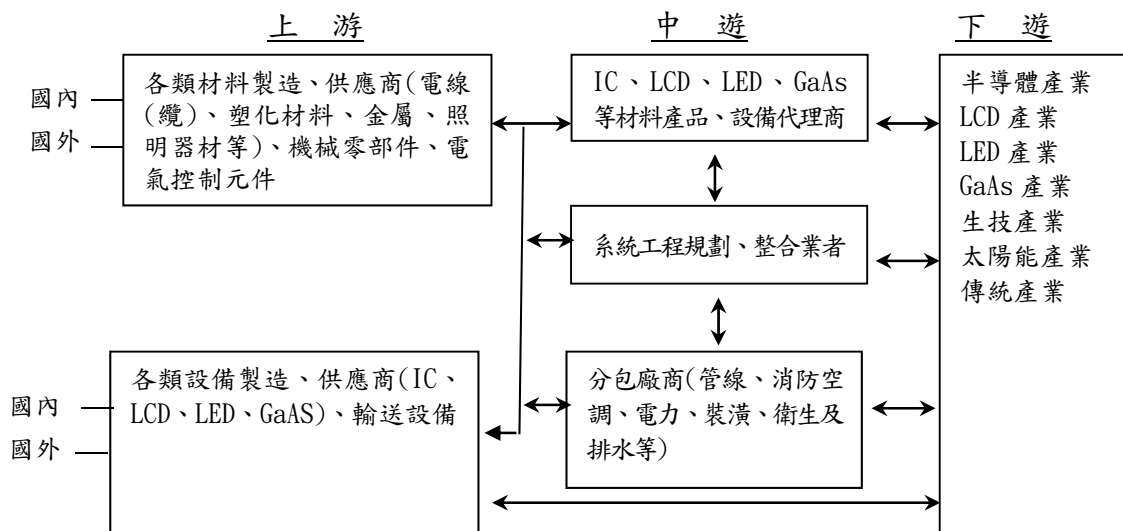 上 游
中 遊
下 遊
國內
國外
各類材料製造、供應商(電線
(纜)、塑化材料、金屬、照
明器材等)、機械零部件、電
氣控制元件
IC、LCD、LED、GaAs
等材料產品、設備代理商
半導體產業
LCD 產業
LED 產業
GaAs 產業
生技產業
太陽能產業
傳統產業
系統工程規劃、整合業者
國內
國外
各類設備製造、供應商(IC、
LCD、LED、GaAS)、輸送設備
分包廠商(管線、消防空
調、電力、裝潢、衛生及
排水等)